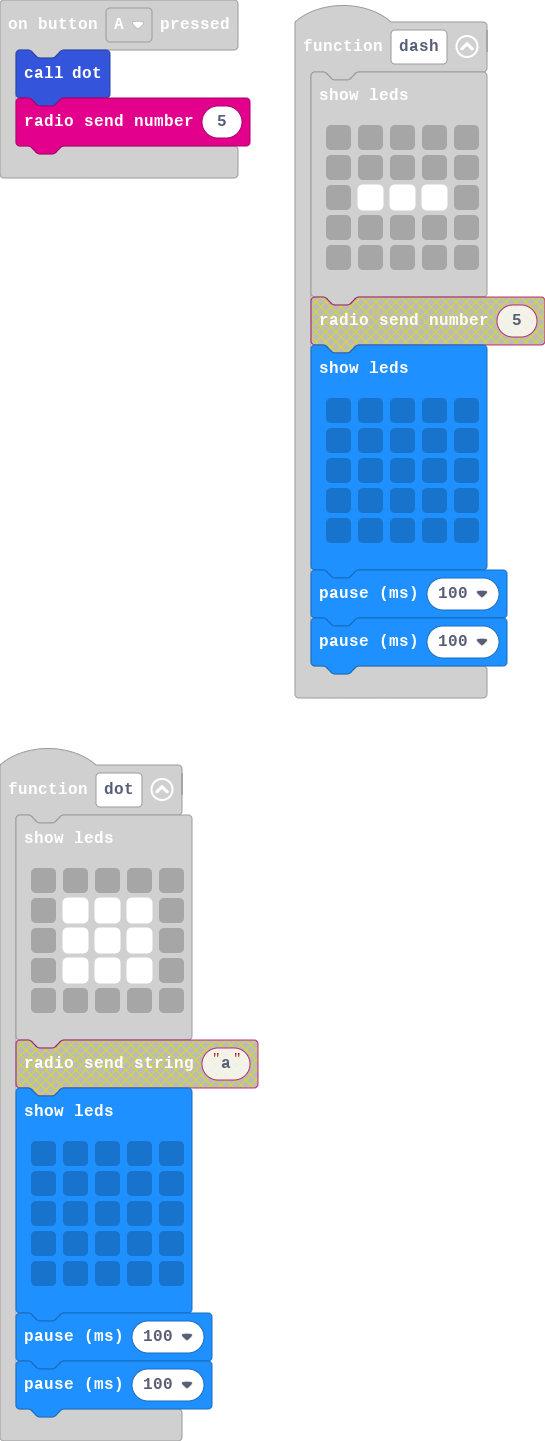 on button A pressed
call dot
radio send number 5
function dash
show leds
radio send number 5
show leds
pause (ms) 100
pause (ms) 100
function dot
show leds
radio send string "a"
show leds
pause (ms) 100
pause (ms) 100